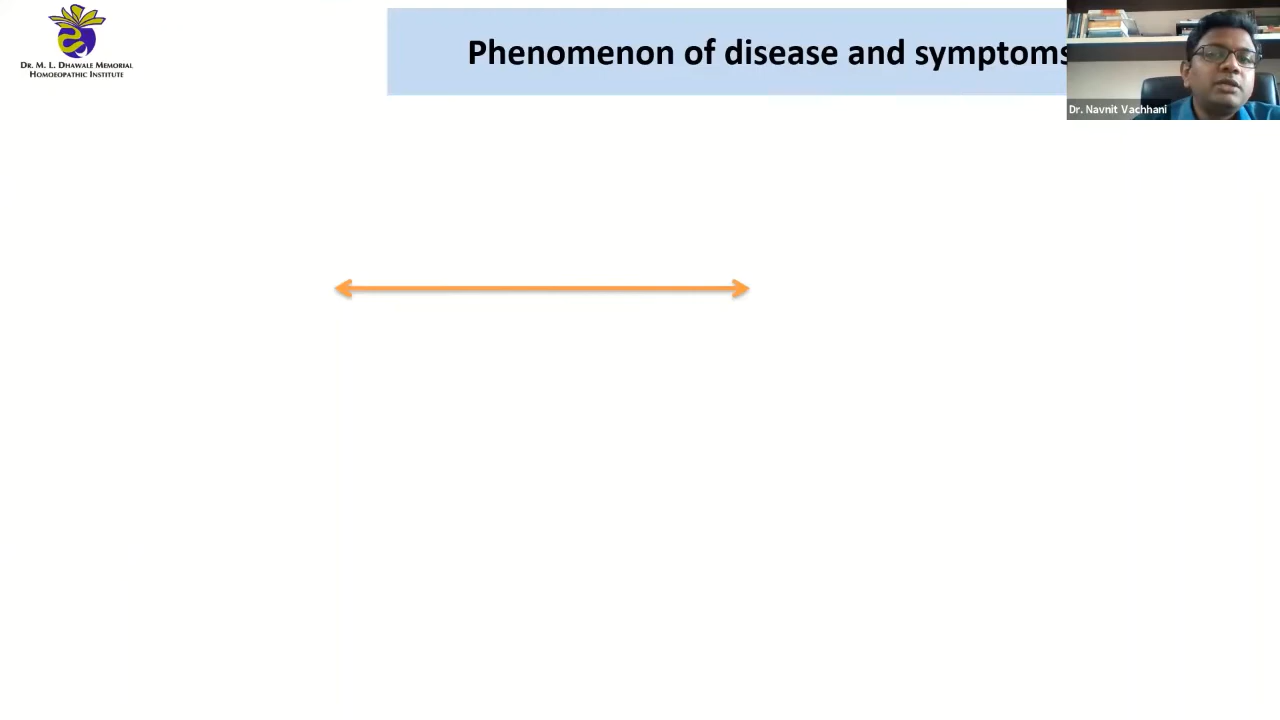 DR. M. L. DHAWALE MEMORIAL
HOMOEOPATHIC INSTITUTE
Phenomenon of disease and symptoms
Dr. Navnit Vachhani